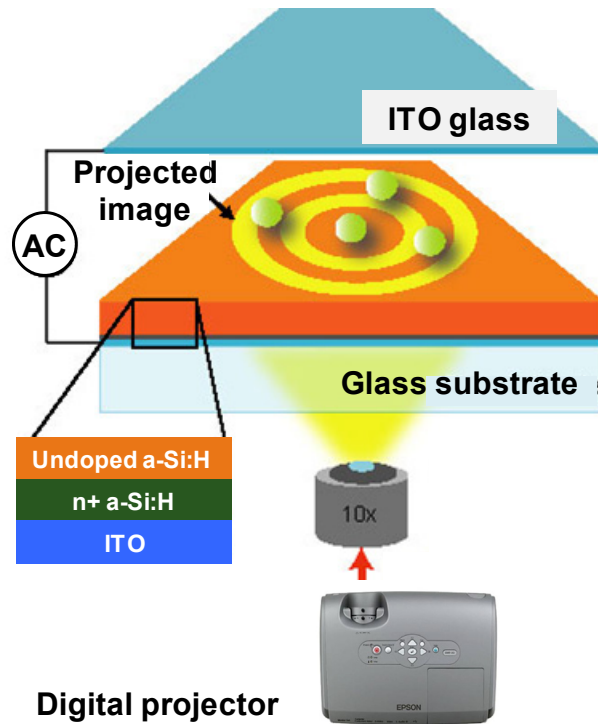 ITO glass
Projected
image
AC
Glass substrate
Undoped a-Si:H
n+ a-Si:H
ITO
10x
EPSON
Digital projector